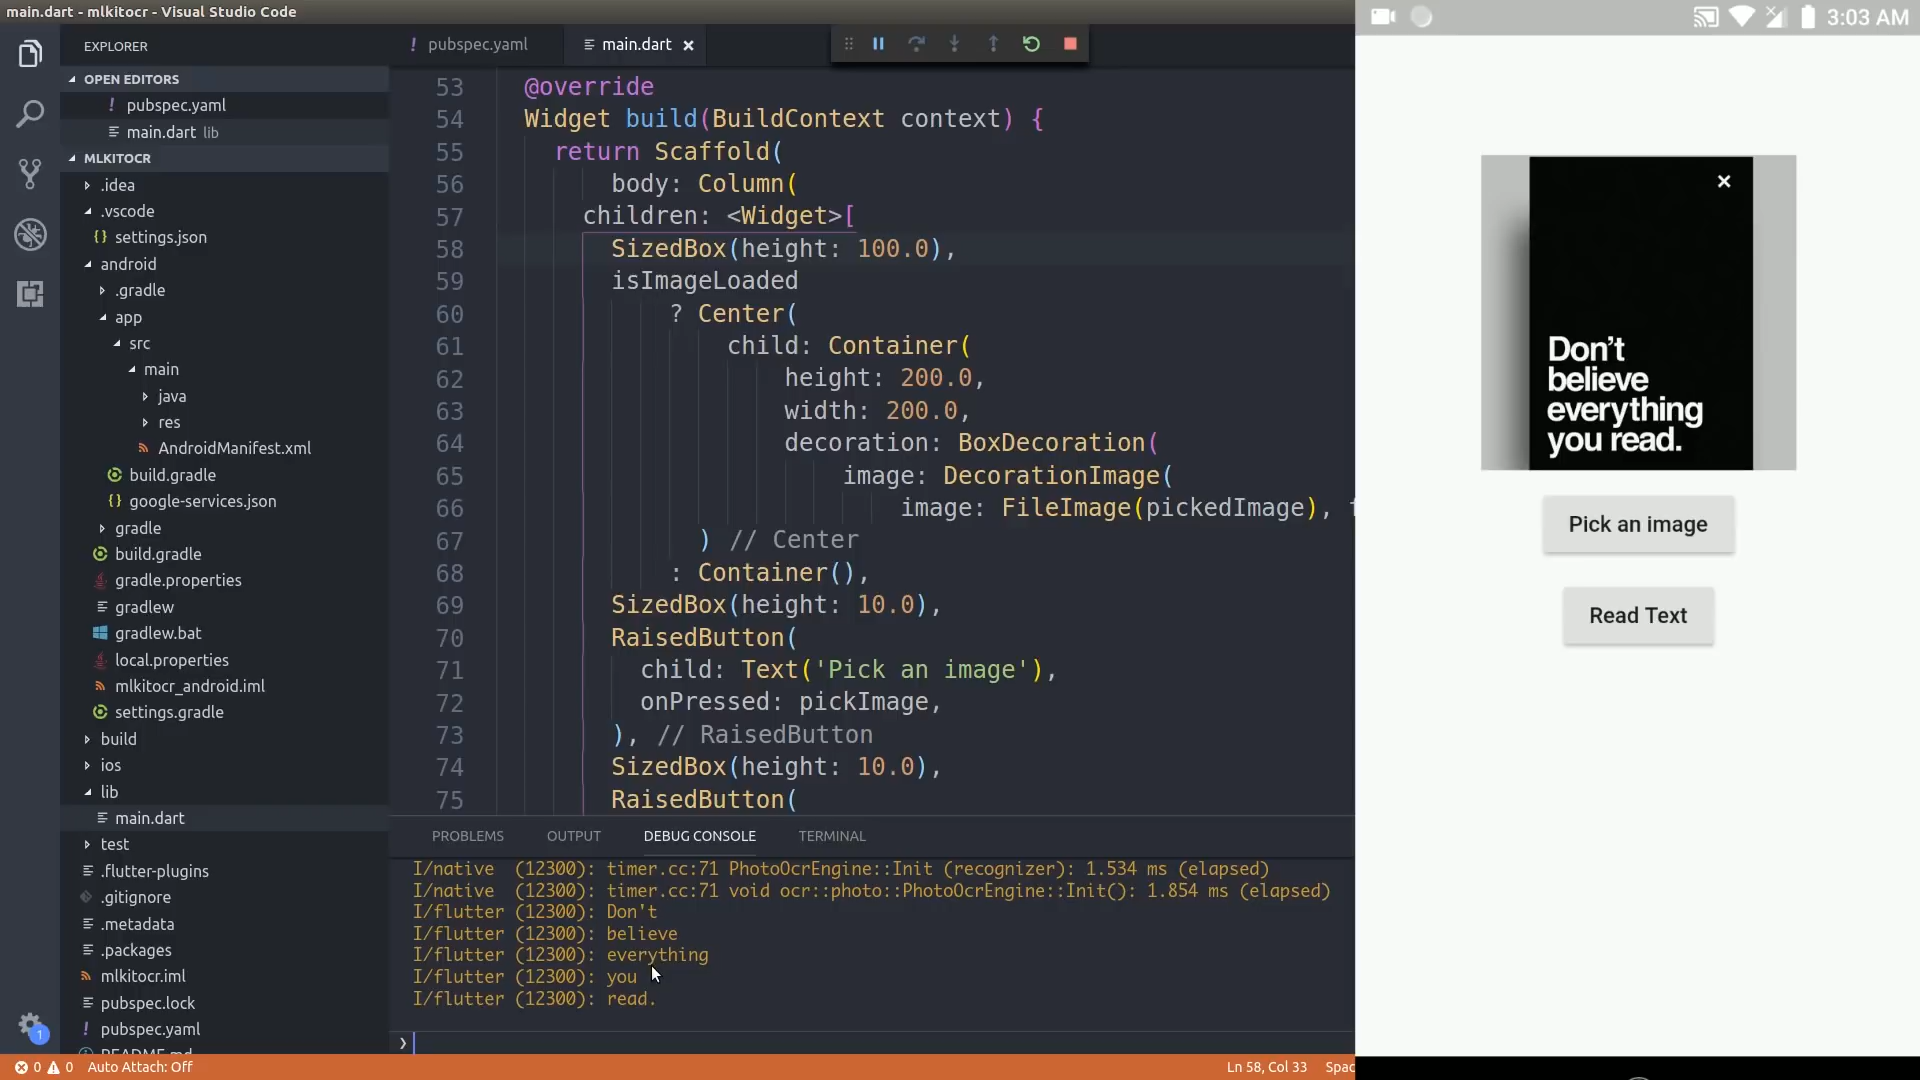 main.dart - mlkitocr - Visual Studio Code
3:03 AM
EXPLORER
OPEN EDITORS
! pubspec.yaml
main.dart lib
MLKITOCR
.idea
.vscode
{} settings.json
android
.gradle
app
src
main
java
res
AndroidManifest.xml
build.gradle
{} google-services.json
gradle
build.gradle
gradle.properties
gradlew
gradlew.bat
local.properties
mlkitocr_android.iml
settings.gradle
build
ios
lib
main.dart
test
.flutter-plugins
.gitignore
.metadata
.packages
mlkitocr.iml
pubspec.lock
! pubspec.yaml
README.md
1
! pubspec.yaml
main.dart ×
53 @override
54 Widget build(BuildContext context) {
55 return Scaffold(
56 body: Column(
57 children: <Widget>[
58 SizedBox(height: 100.0),
59 isImageLoaded
60 ? Center(
61 child: Container(
62 height: 200.0,
63 width: 200.0,
64 decoration: BoxDecoration(
65 image: DecorationImage(
66 image: FileImage(pickedImage), f
67 ) // Center
68 : Container(),
69 SizedBox(height: 10.0),
70 RaisedButton(
71 child: Text('Pick an image'),
72 onPressed: pickImage,
73 ), // RaisedButton
74 SizedBox(height: 10.0),
75 RaisedButton(
PROBLEMS OUTPUT DEBUG CONSOLE TERMINAL
I/native (12300): timer.cc:71 PhotoOcrEngine::Init (recognizer): 1.534 ms (elapsed)
I/native (12300): timer.cc:71 void ocr::photo::PhotoOcrEngine::Init(): 1.854 ms (elapsed)
I/flutter (12300): Don't
I/flutter (12300): believe
I/flutter (12300): everything
I/flutter (12300): you
I/flutter (12300): read.
❯
0 0 Auto Attach: Off
Ln 58, Col 33 Spac
×
Don't
believe
everything
you read.
Pick an image
Read Text